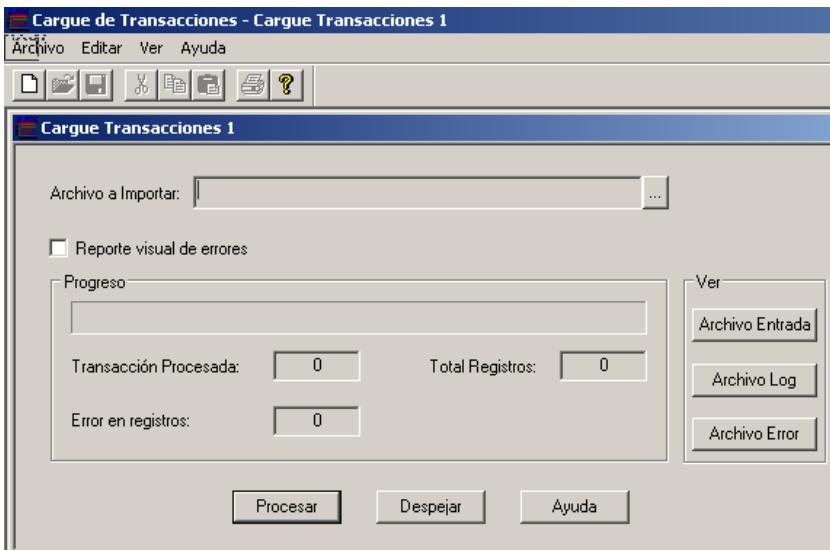 Cargue de Transacciones - Cargue Transacciones 1
Archivo Editar Ver Ayuda
Cargue Transacciones 1
Archivo a Importar: ...
Reporte visual de errores
Progreso
Transacción Procesada: 0 Total Registros: 0
Error en registros: 0
Ver
Archivo Entrada
Archivo Log
Archivo Error
Procesar Despejar Ayuda